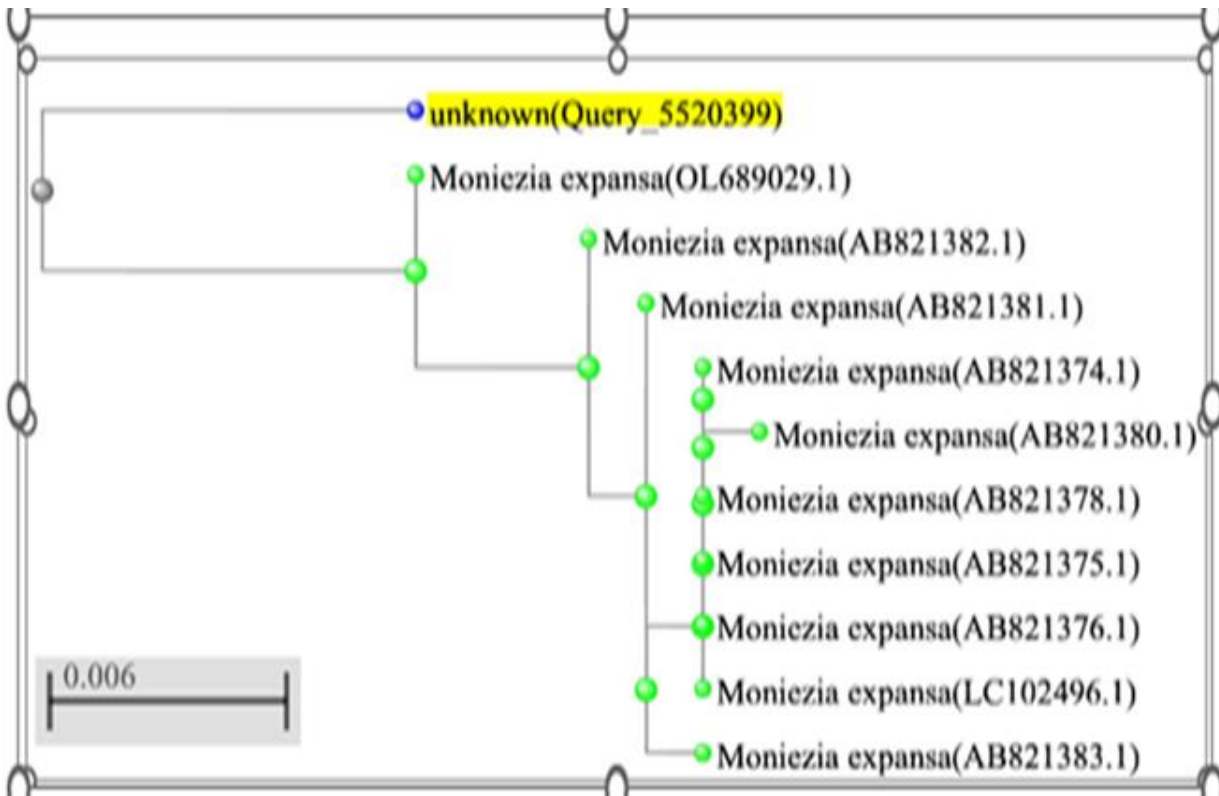 unknown(Query_5520399)
Moniezia expansa(OL689029.1)
Moniezia expansa(AB821382.1)
Moniezia expansa(AB821381.1)
Moniezia expansa(AB821374.1)
Moniezia expansa(AB821380.1)
Moniezia expansa(AB821378.1)
Moniezia expansa(AB821375.1)
Moniezia expansa(AB821376.1)
0.006
Moniezia expansa(LC102496.1)
Moniezia expansa(AB821383.1)